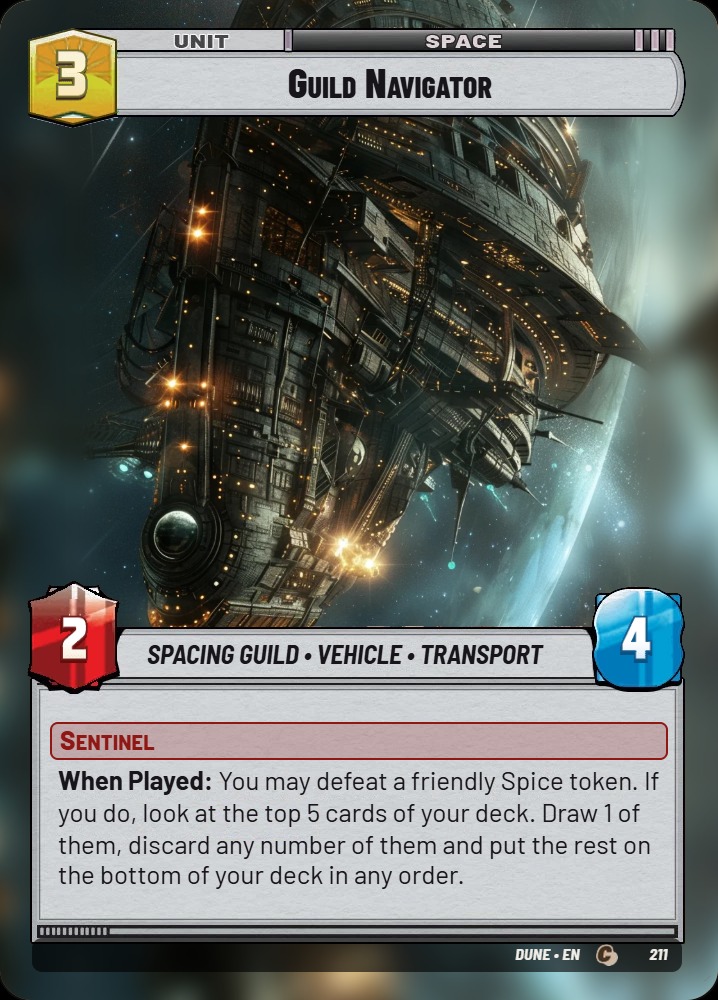 UNIT
SPACE
3
Guild Navigator
2
4
SPACING GUILD • VEHICLE • TRANSPORT
Sentinel
When Played: You may defeat a friendly Spice token. If
you do, look at the top 5 cards of your deck. Draw 1 of
them, discard any number of them and put the rest on
the bottom of your deck in any order.
DUNE • EN
C
211